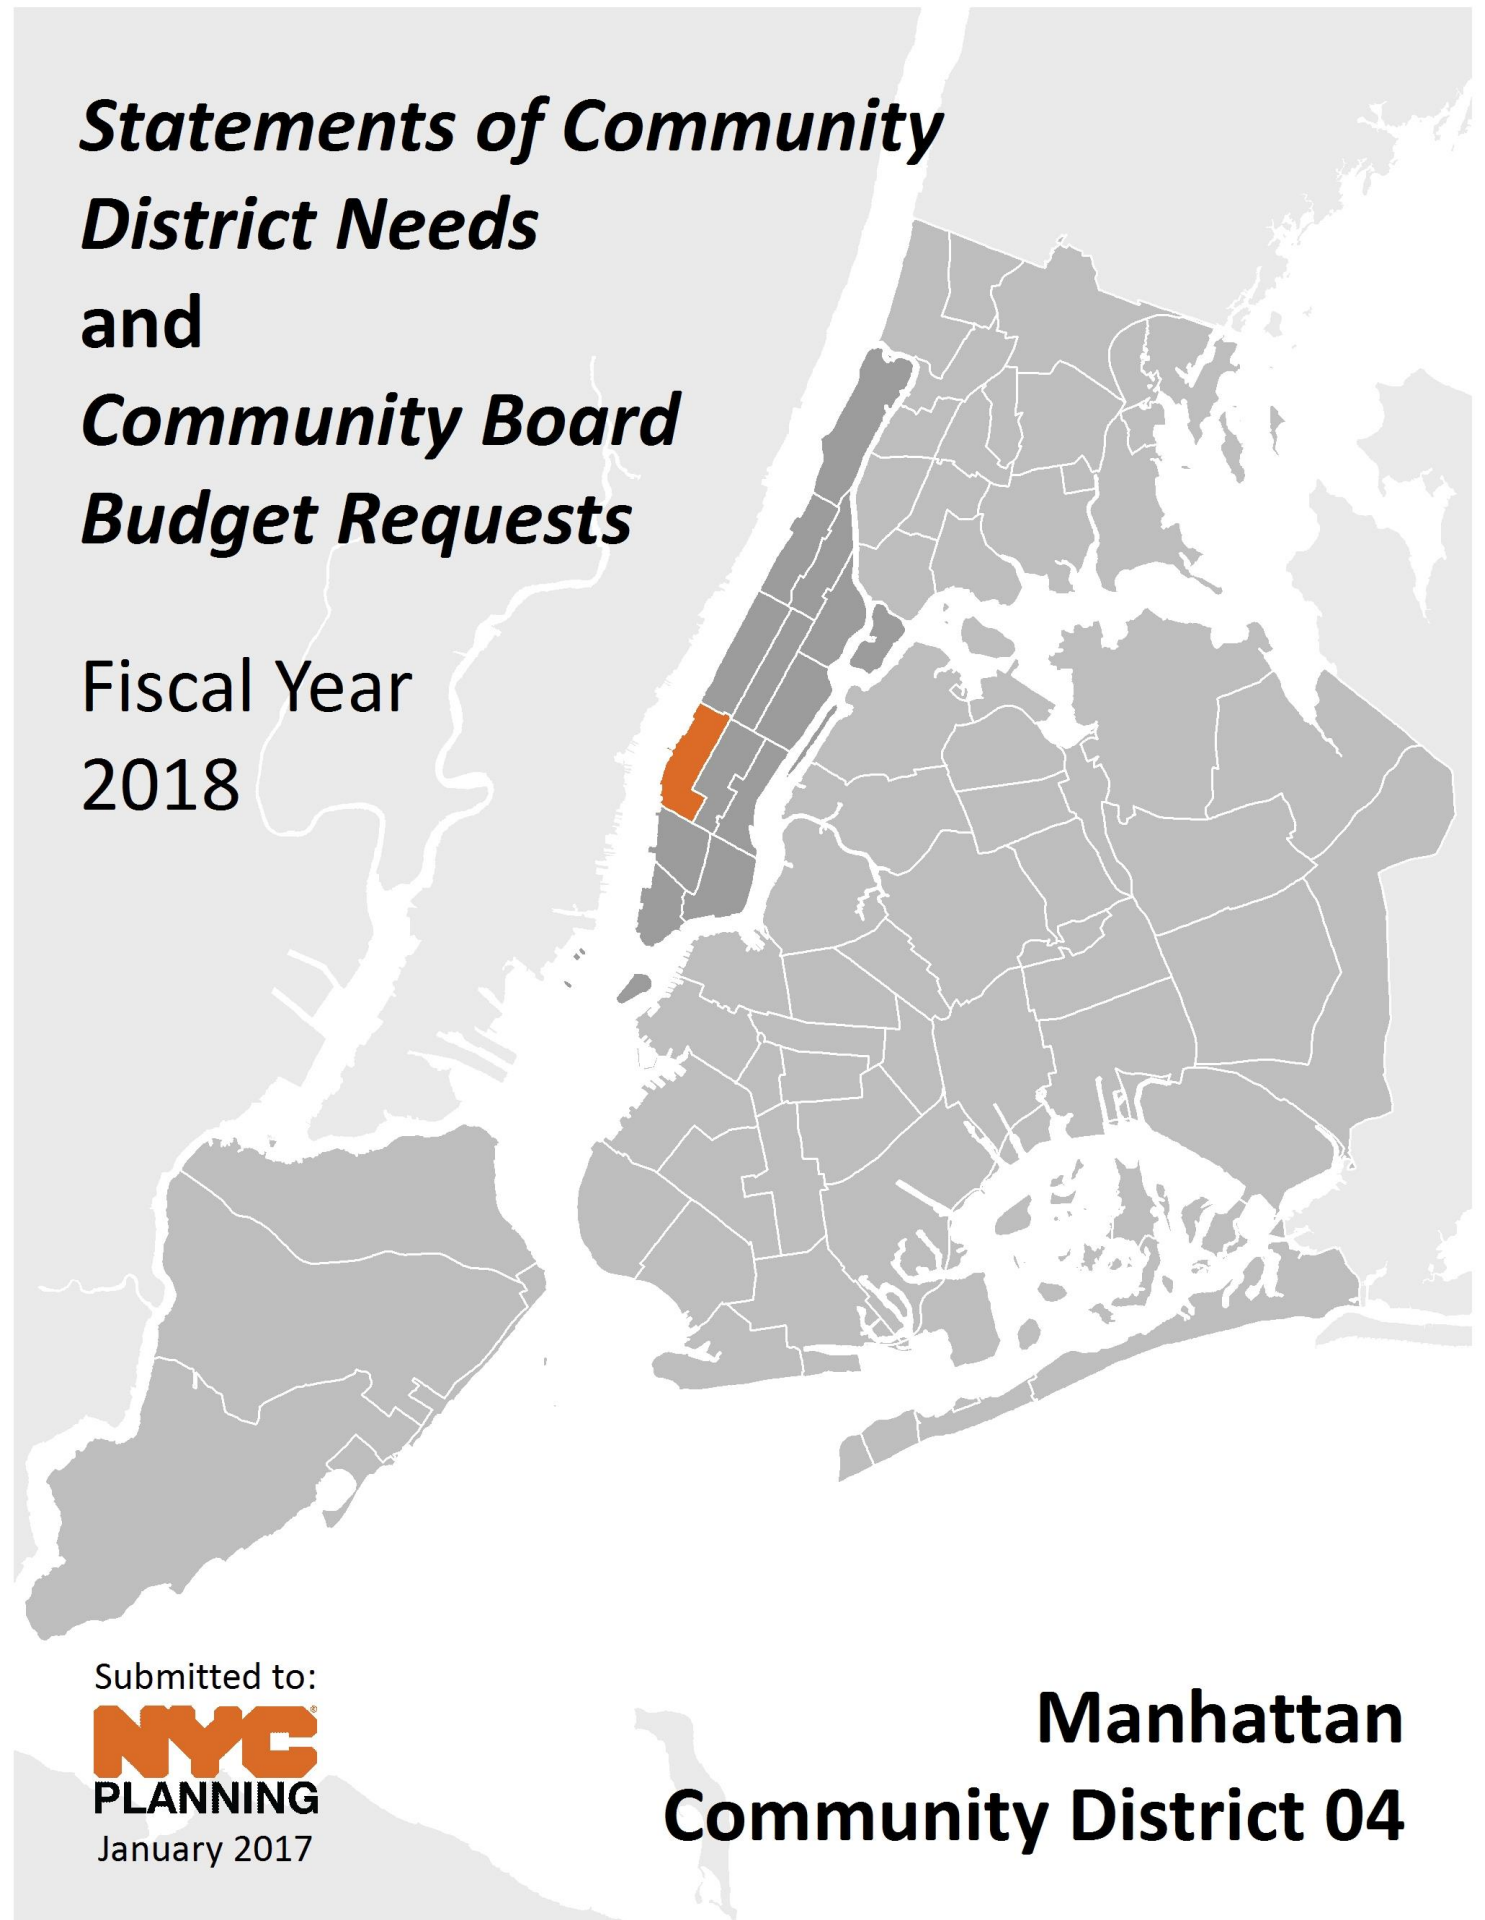 Statements of Community
District Needs
and
Community Board
Budget Requests
Fiscal Year
2018
Submitted to:
NYC®
PLANNING
January 2017
Manhattan
Community District 04